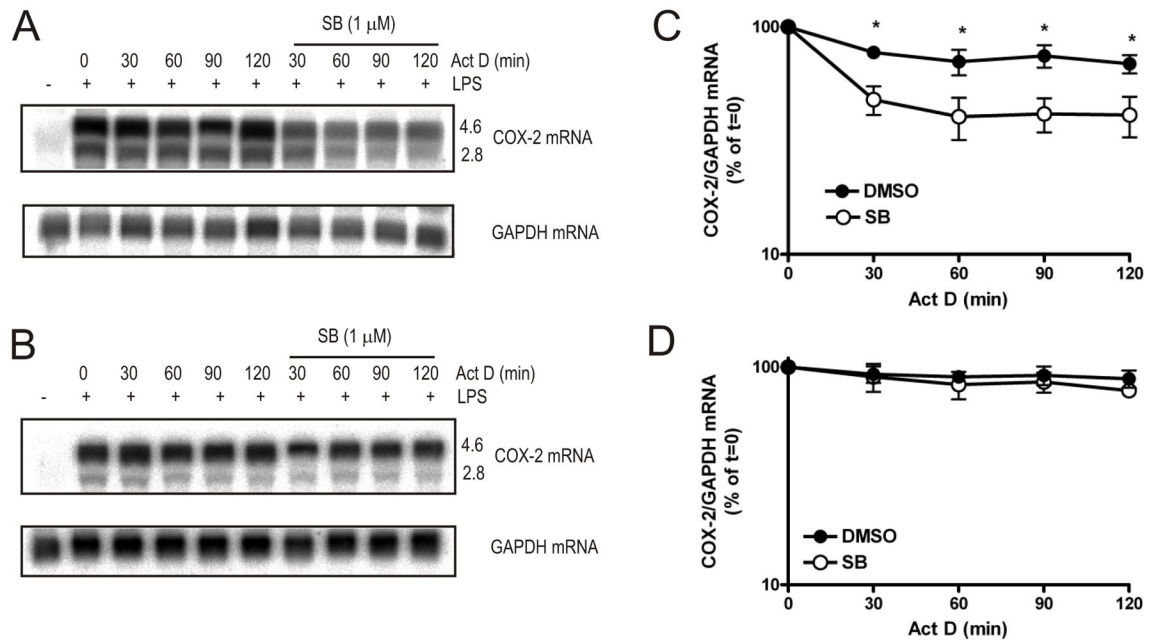 A
SB (1 µM)
0 30 60 90 120 30 60 90 120 Act D (min)
- + + + + + + + + + LPS
4.6
COX-2 mRNA
2.8
GAPDH mRNA
B
SB (1 µM)
0 30 60 90 120 30 60 90 120 Act D (min)
- + + + + + + + + + LPS
4.6
COX-2 mRNA
2.8
GAPDH mRNA
C
COX-2/GAPDH mRNA
(% of t=0)
100
* * * *
DMSO
SB
10
0 30 60 90 120
Act D (min)
D
COX-2/GAPDH mRNA
(% of t=0)
100
DMSO
SB
10
0 30 60 90 120
Act D (min)